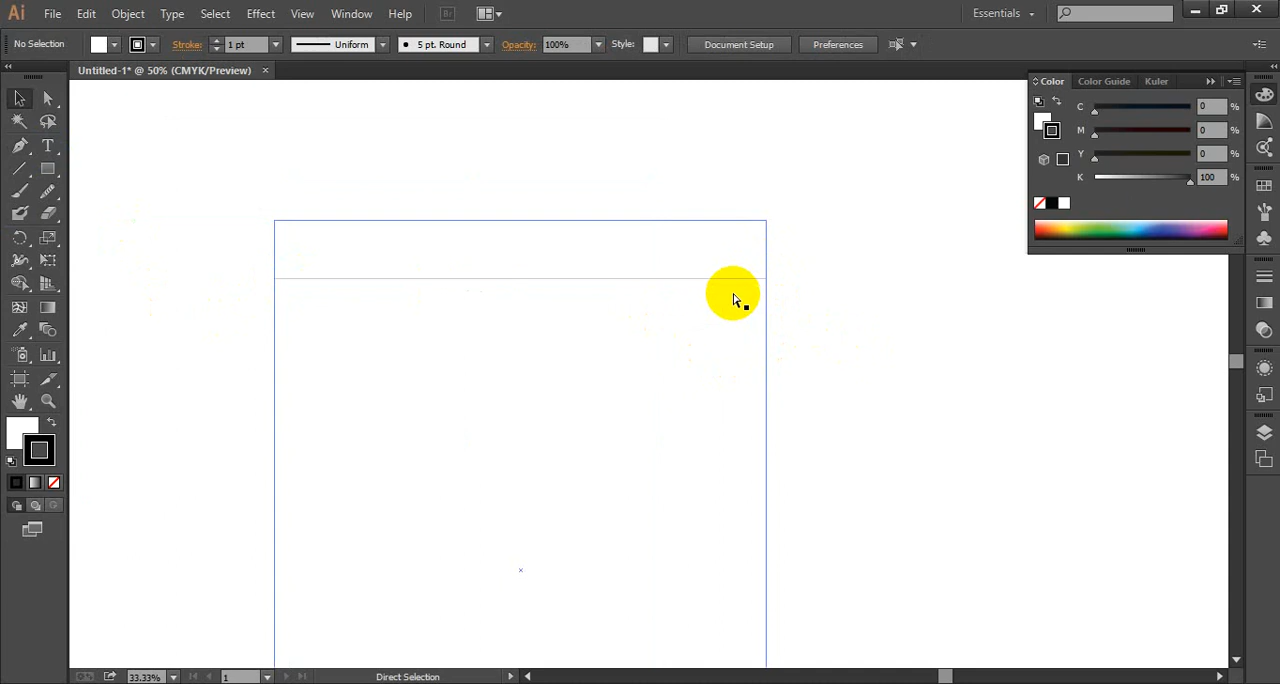 Ai File Edit Object Type Select Effect View Window Help Br Essentials
No Selection Stroke: 1 pt Uniform 5 pt. Round Opacity: 100% Style: Document Setup Preferences
Untitled-1* @ 50% (CMYK/Preview) ×
Color Color Guide Kuler
C 0 %
M 0 %
Y 0 %
K 100 %
T
33.33% 1 Direct Selection